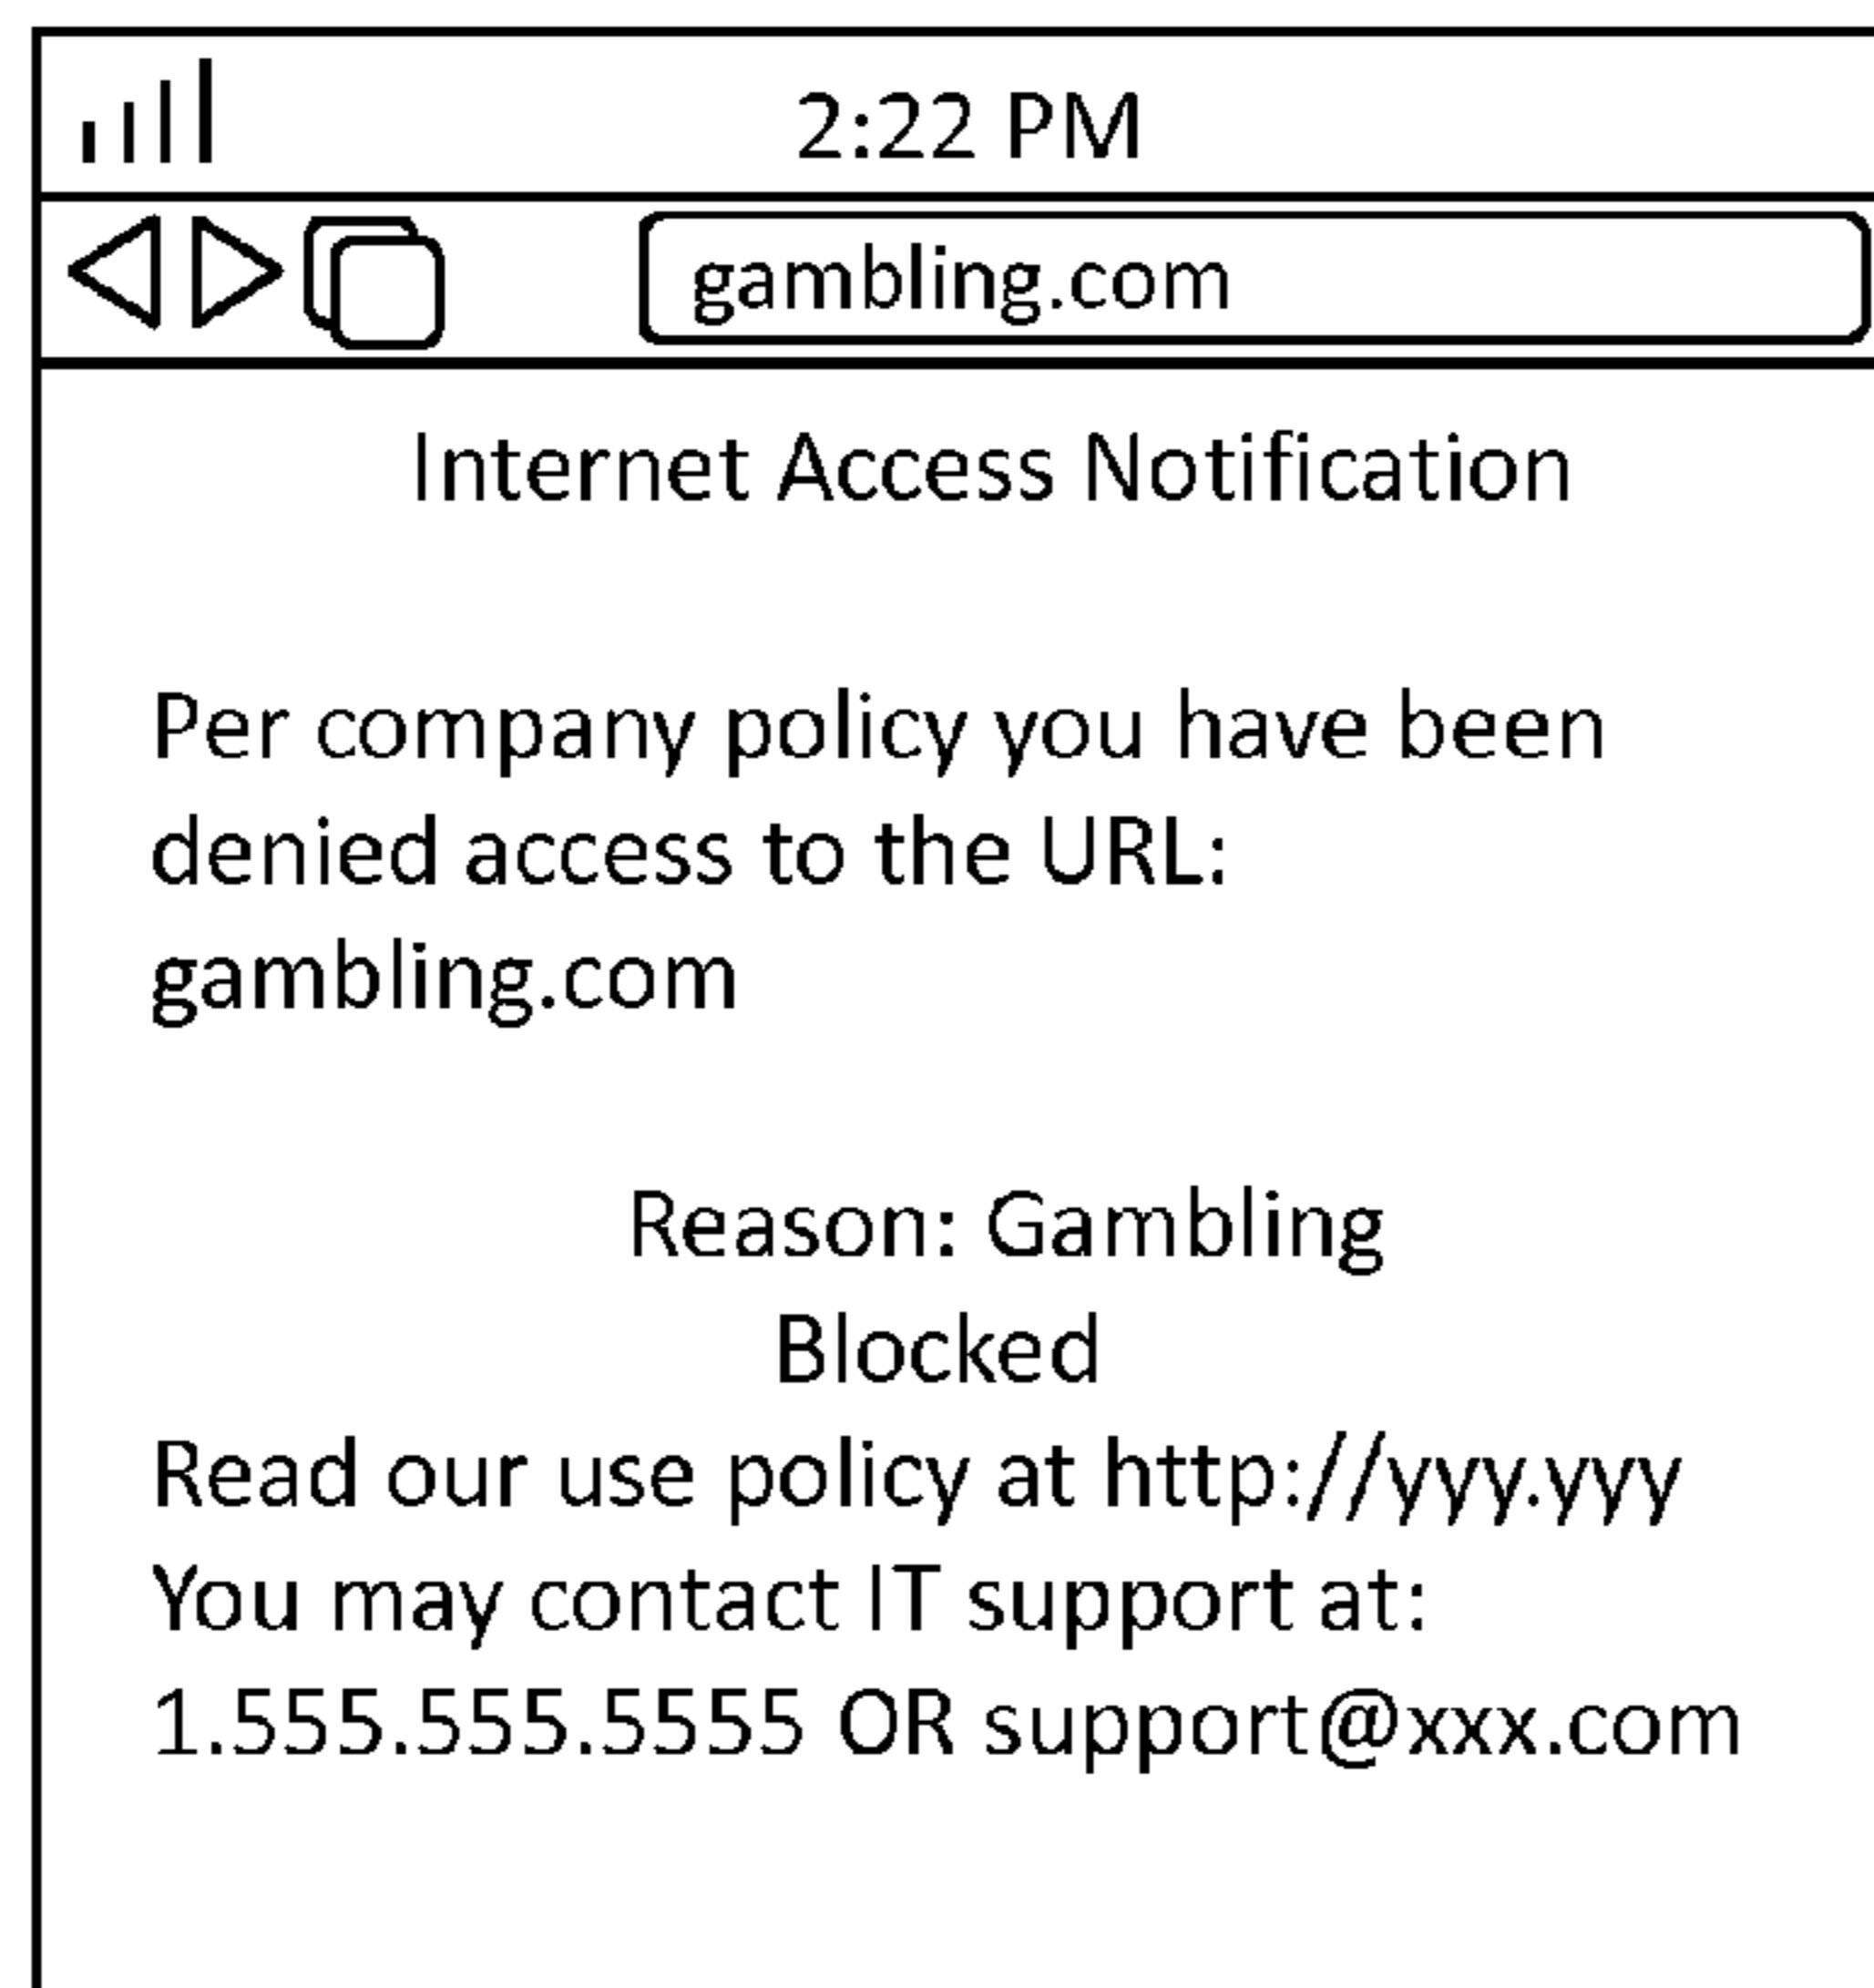 2:22 PM
gambling.com
Internet Access Notification
Per company policy you have been
denied access to the URL:
gambling.com
Reason: Gambling
Blocked
Read our use policy at http://yyy.yyy
You may contact IT support at:
1.555.555.5555 OR support@xxx.com